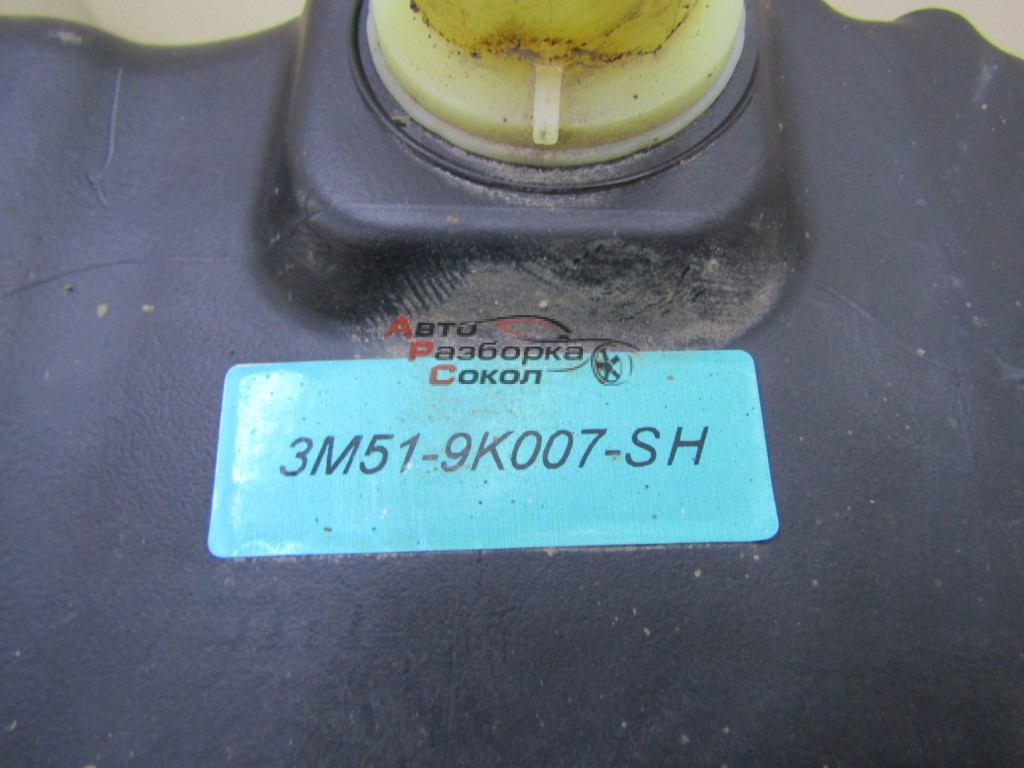 Авто
Разборка
Сокол
3M51-9K007-SH